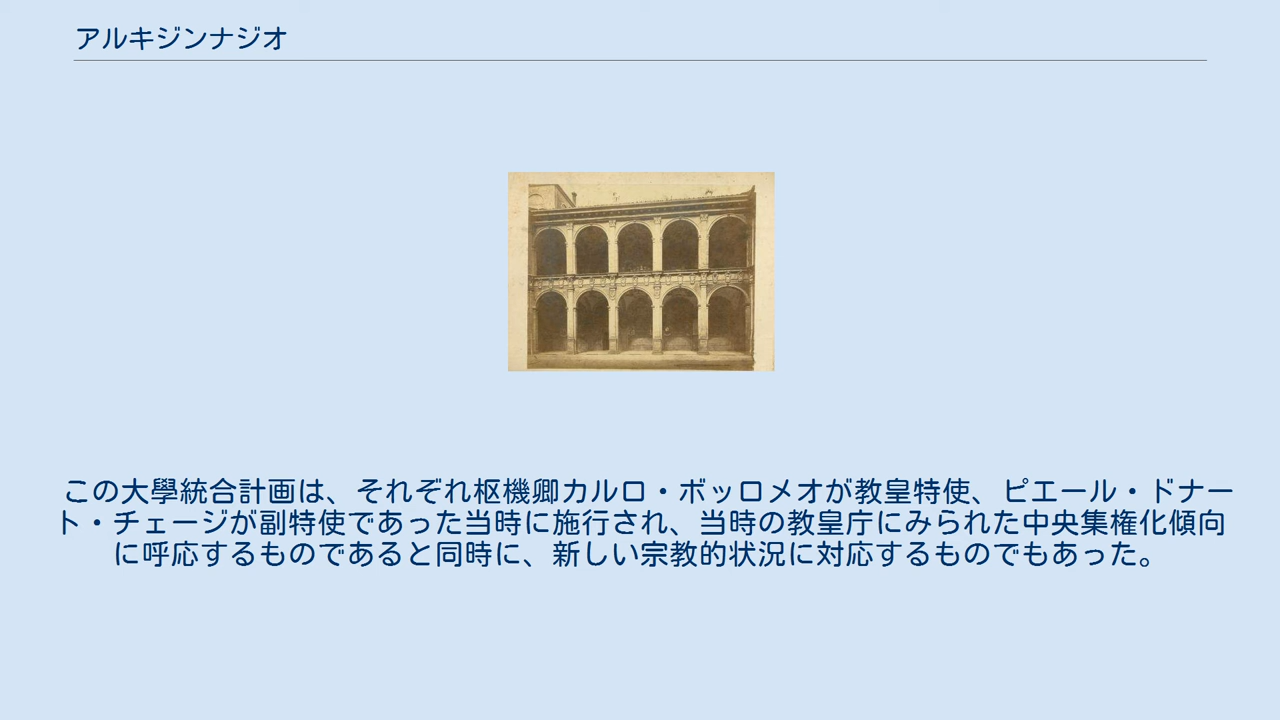 アルキジンナジオ
この大學統合計画は、それぞれ枢機卿カルロ・ボッロメオが教皇特使、ピエール・ドナー
ト・チェージが副特使であった当時に施行され、当時の教皇庁にみられた中央集権化傾向
に呼応するものであると同時に、新しい宗教的状況に対応するものでもあった。